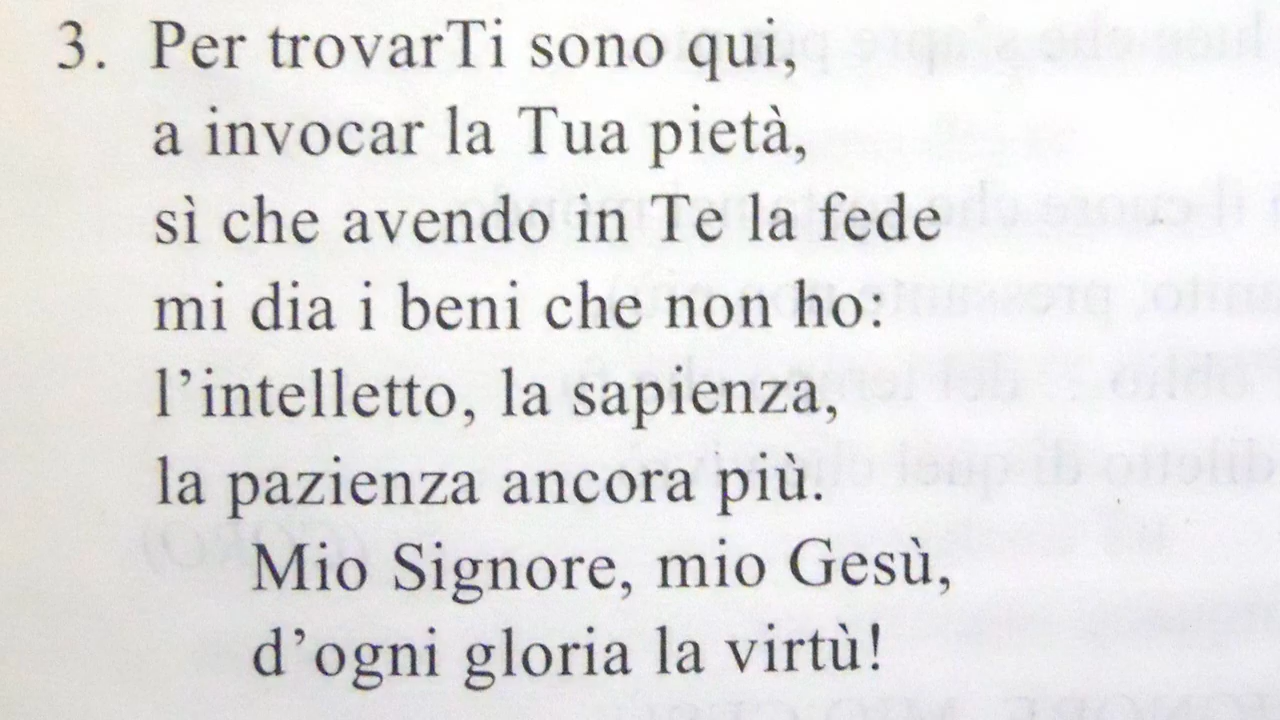 3. Per trovarTi sono qui,
a invocar la Tua pietà,
sì che avendo in Te la fede
mi dia i beni che non ho:
l’intelletto, la sapienza,
la pazienza ancora più.
Mio Signore, mio Gesù,
d’ogni gloria la virtù!